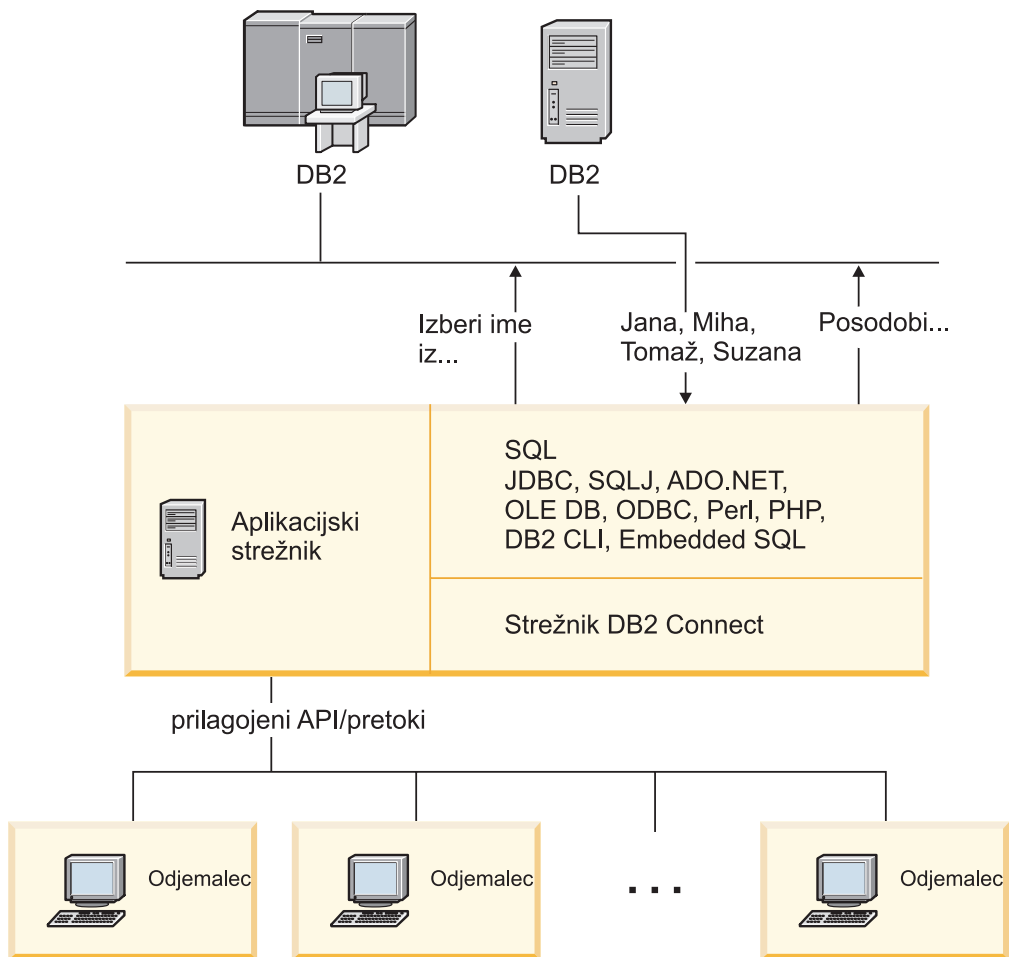 DB2
DB2
Izberi ime
iz...
Jana, Miha,
Tomaž, Suzana
Posodobi...
Aplikacijski
strežnik
SQL
JDBC, SQLJ, ADO.NET,
OLE DB, ODBC, Perl, PHP,
DB2 CLI, Embedded SQL
Strežnik DB2 Connect
prilagojeni API/pretoki
Odjemalec
Odjemalec
...
Odjemalec